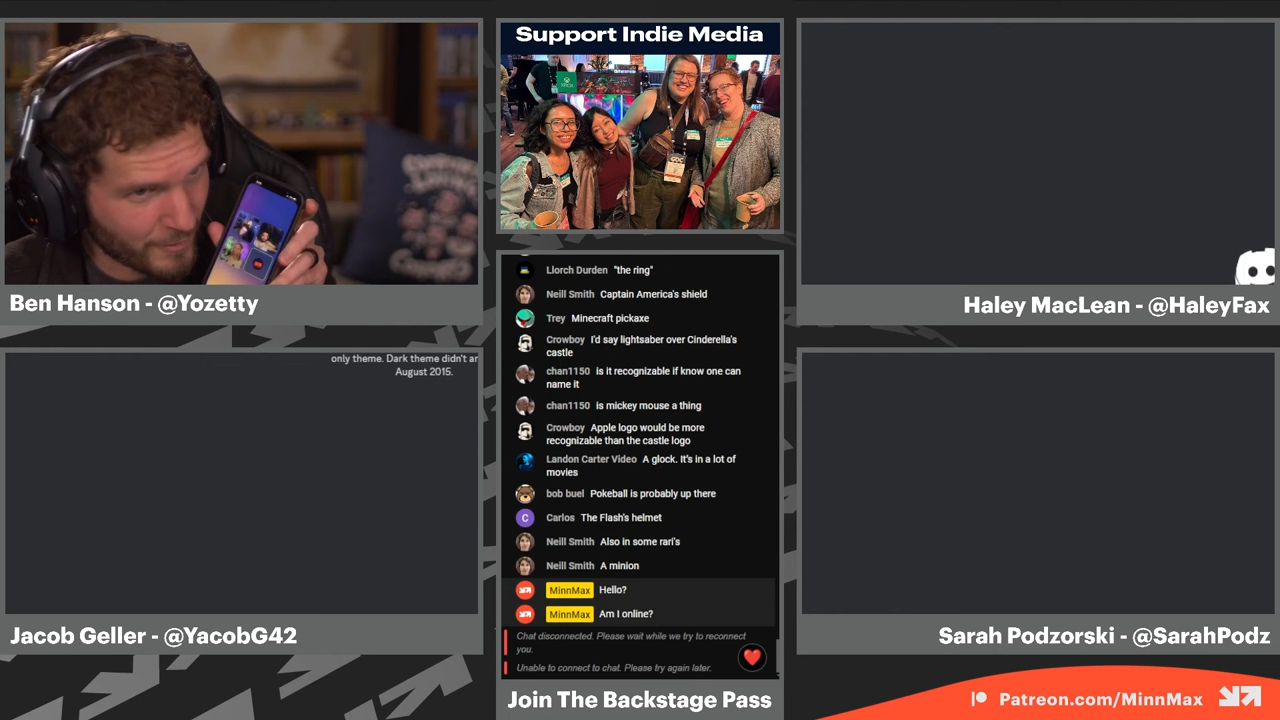 Support Indie Media
XBOX
GDC
Ben Hanson - @Yozetty
Haley MacLean - @HaleyFax
Llorch Durden "the ring"
Neill Smith Captain America's shield
Trey Minecraft pickaxe
Crowboy I'd say lightsaber over Cinderella's
castle
chan1150 is it recognizable if know one can
name it
chan1150 is mickey mouse a thing
Crowboy Apple logo would be more
recognizable than the castle logo
Landon Carter Video A glock. It's in a lot of
movies
bob buel Pokeball is probably up there
C Carlos The Flash's helmet
Neill Smith Also in some rari's
Neill Smith A minion
MinnMax Hello?
MinnMax Am I online?
Chat disconnected. Please wait while we try to reconnect
you.
Unable to connect to chat. Please try again later.
Join The Backstage Pass
only theme. Dark theme didn't ar
August 2015.
Jacob Geller - @YacobG42
Sarah Podzorski - @SarahPodz
Patreon.com/MinnMax